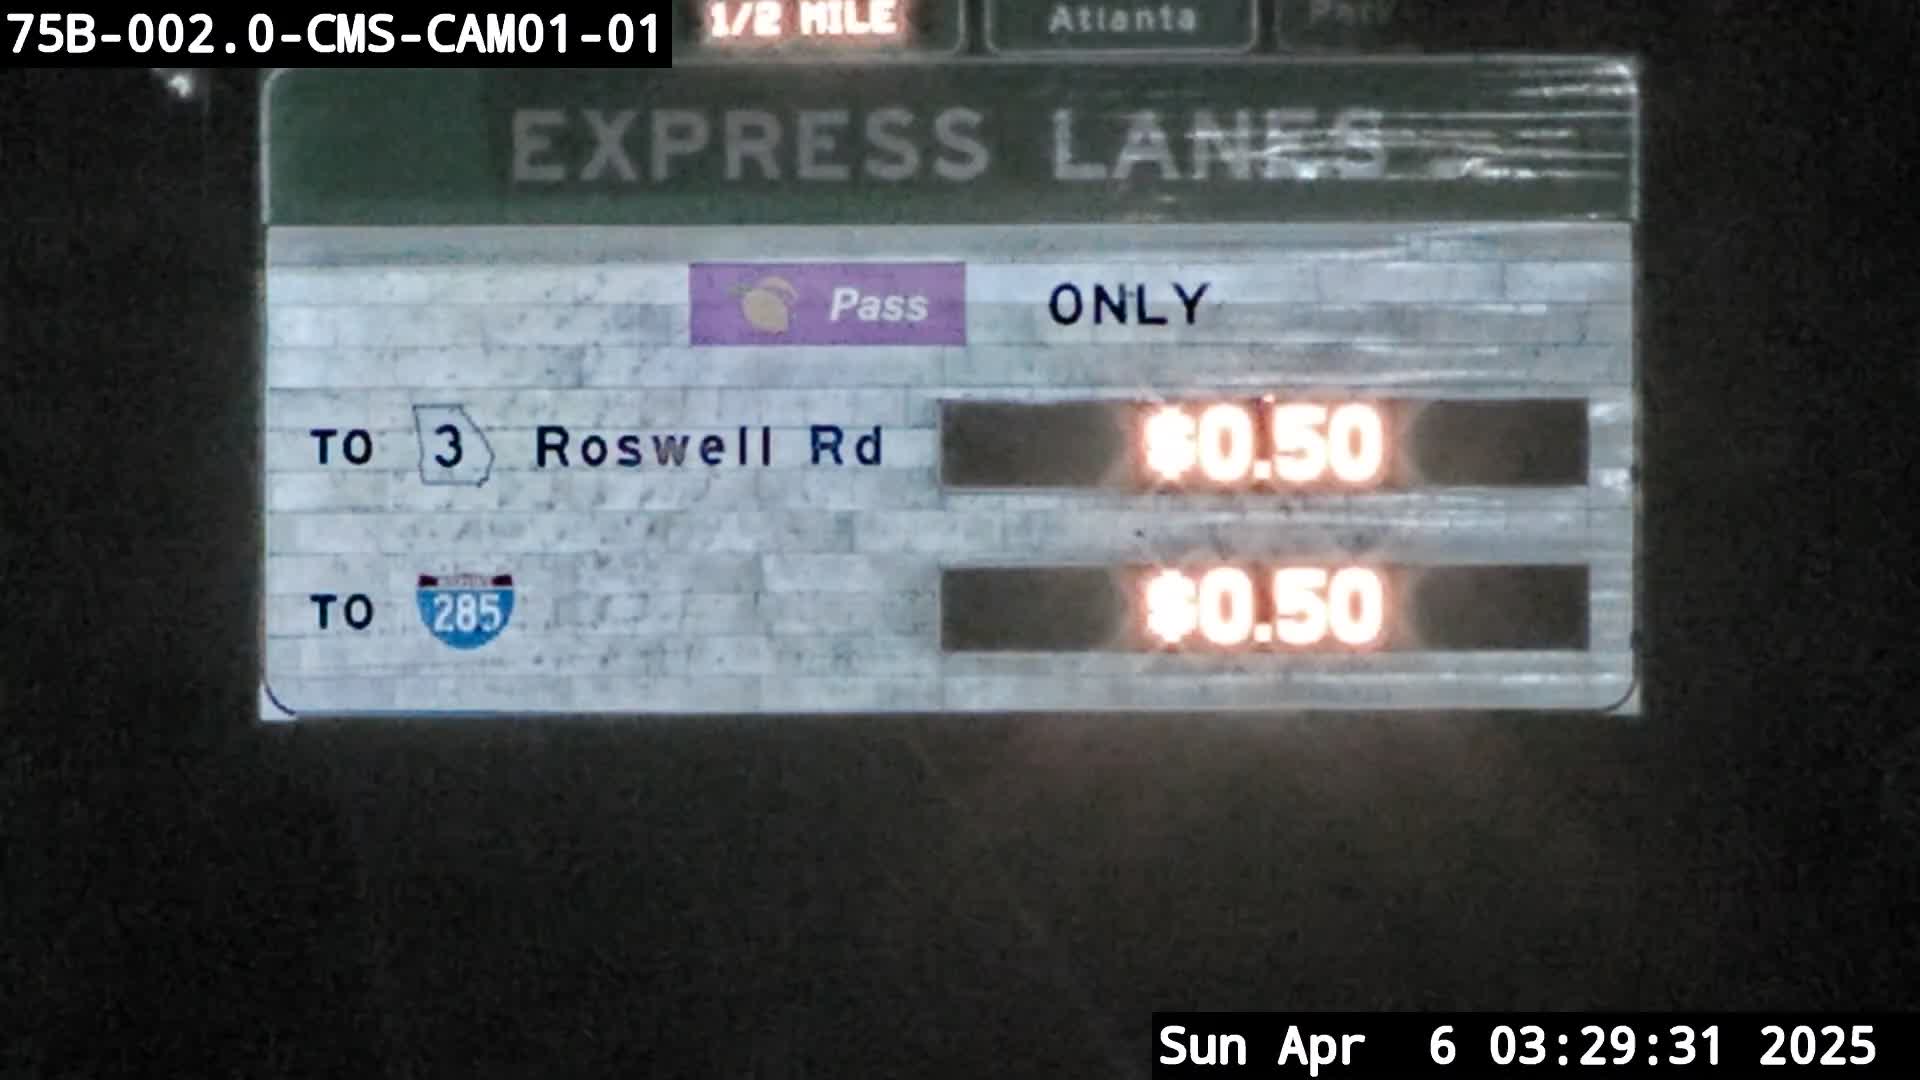 75B-002.0-CMS-CAM01-01
1/2 MILE
Atlanta
Park
EXPRESS LANES
Pass ONLY
TO 3 Roswell Rd $0.50
TO 285 $0.50
Sun Apr 6 03:29:31 2025